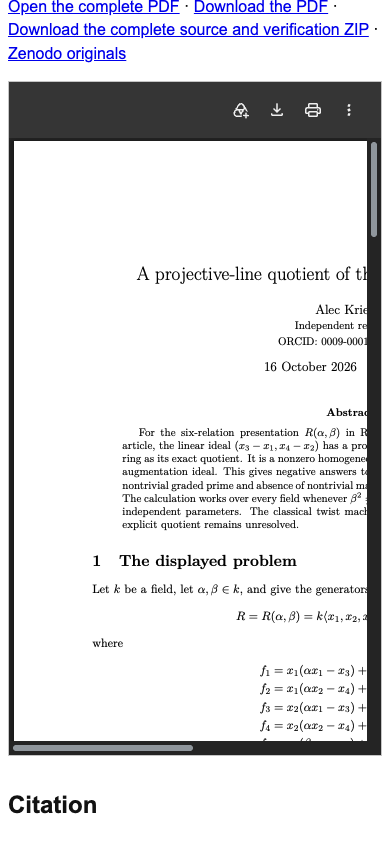 Open the complete PDF · Download the PDF ·
Download the complete source and verification ZIP ·
Zenodo originals
A projective-line quotient of th
Alec Krie
Independent re
ORCID: 0009-0001
16 October 2026
Abstrac
For the six-relation presentation R(α, β) in R
article, the linear ideal (x₃ − x₁, x₄ − x₂) has a pro
ring as its exact quotient. It is a nonzero homogene
augmentation ideal. This gives negative answers to
nontrivial graded prime and absence of nontrivial ma
The calculation works over every field whenever β²
independent parameters. The classical twist mach
explicit quotient remains unresolved.
1 The displayed problem
Let k be a field, let α, β ∈ k, and give the generators
R = R(α, β) = k⟨x₁, x₂, x
where
f₁ = x₁(αx₁ − x₃) +
f₂ = x₁(αx₂ − x₄) +
f₃ = x₂(αx₁ − x₃) +
f₄ = x₂(αx₂ − x₄) +
Citation